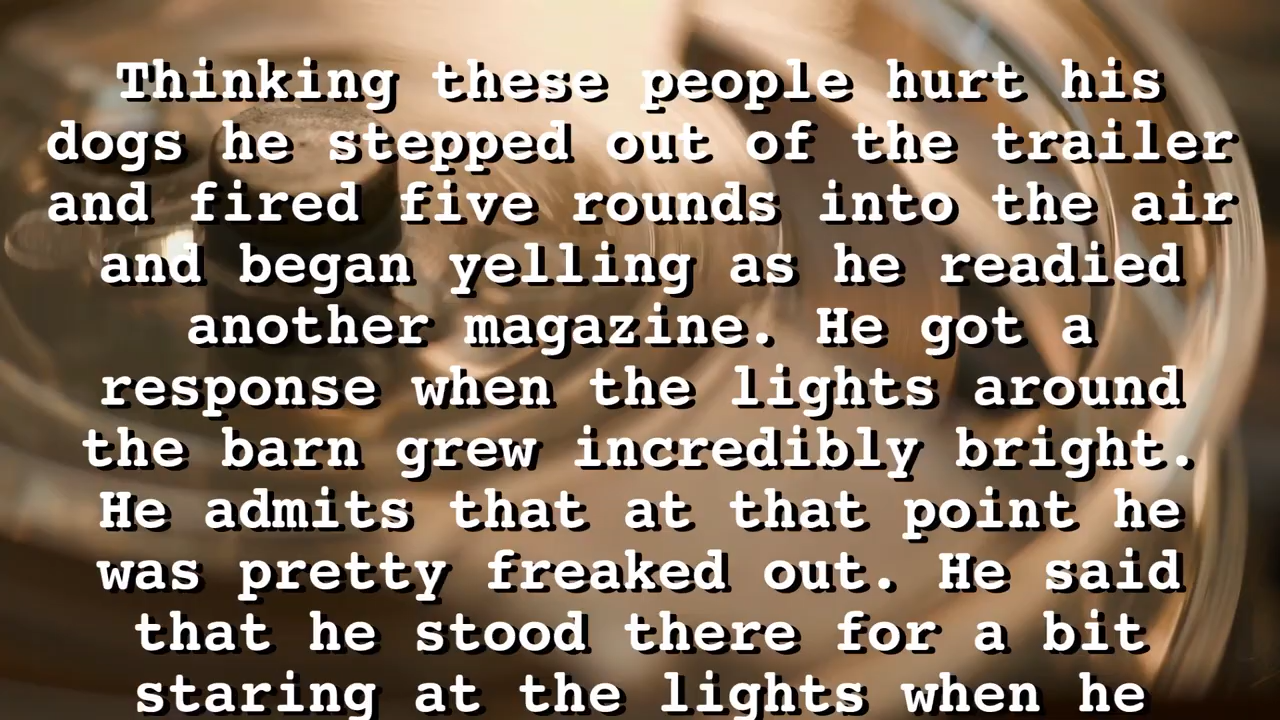 Thinking these people hurt his
dogs he stepped out of the trailer
and fired five rounds into the air
and began yelling as he readied
another magazine. He got a
response when the lights around
the barn grew incredibly bright.
He admits that at that point he
was pretty freaked out. He said
that he stood there for a bit
staring at the lights when he